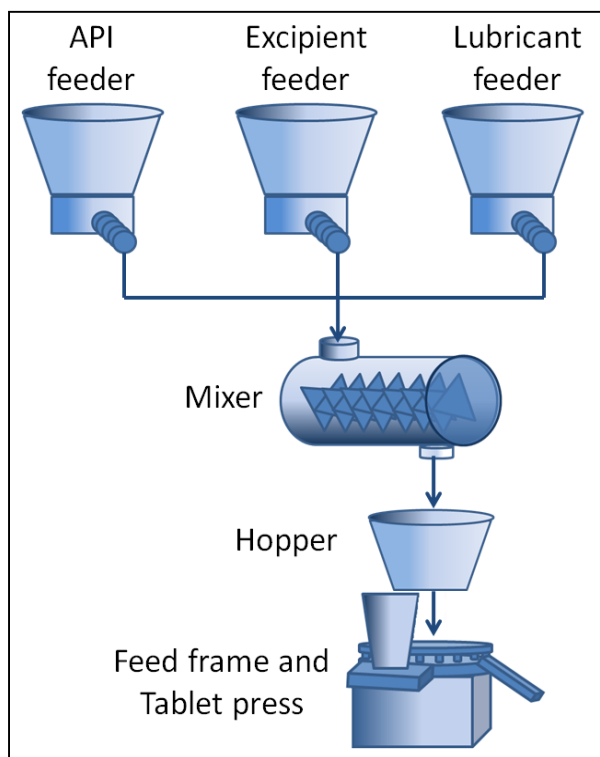 API
feeder
Excipient
feeder
Lubricant
feeder
Mixer
Hopper
Feed frame and
Tablet press